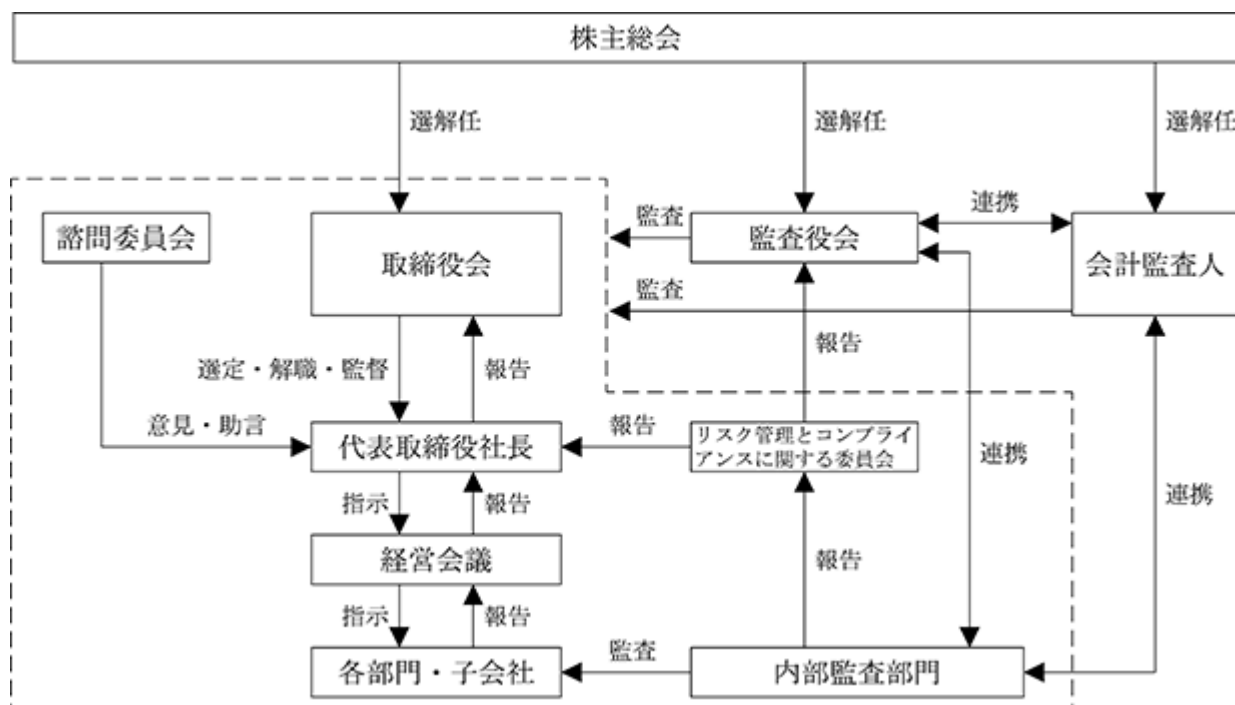 株主総会
選解任
選解任
選解任
諮問委員会
取締役会
監査
監査役会
連携
会計監査人
監査
選定・解職・監督
報告
報告
意見・助言
代表取締役社長
報告
リスク管理とコンプライ
アンスに関する委員会
連携
連携
指示
報告
経営会議
報告
指示
報告
各部門・子会社
監査
内部監査部門